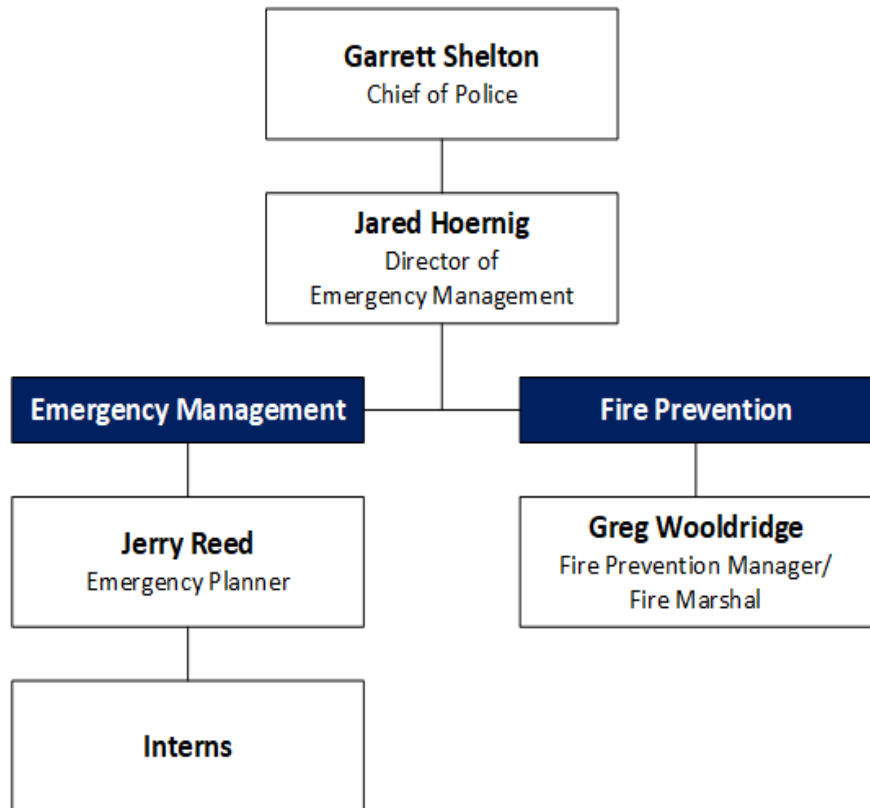 Garrett Shelton
Chief of Police
Jared Hoernig
Director of
Emergency Management
Emergency Management
Fire Prevention
Jerry Reed
Emergency Planner
Greg Wooldridge
Fire Prevention Manager/
Fire Marshal
Interns